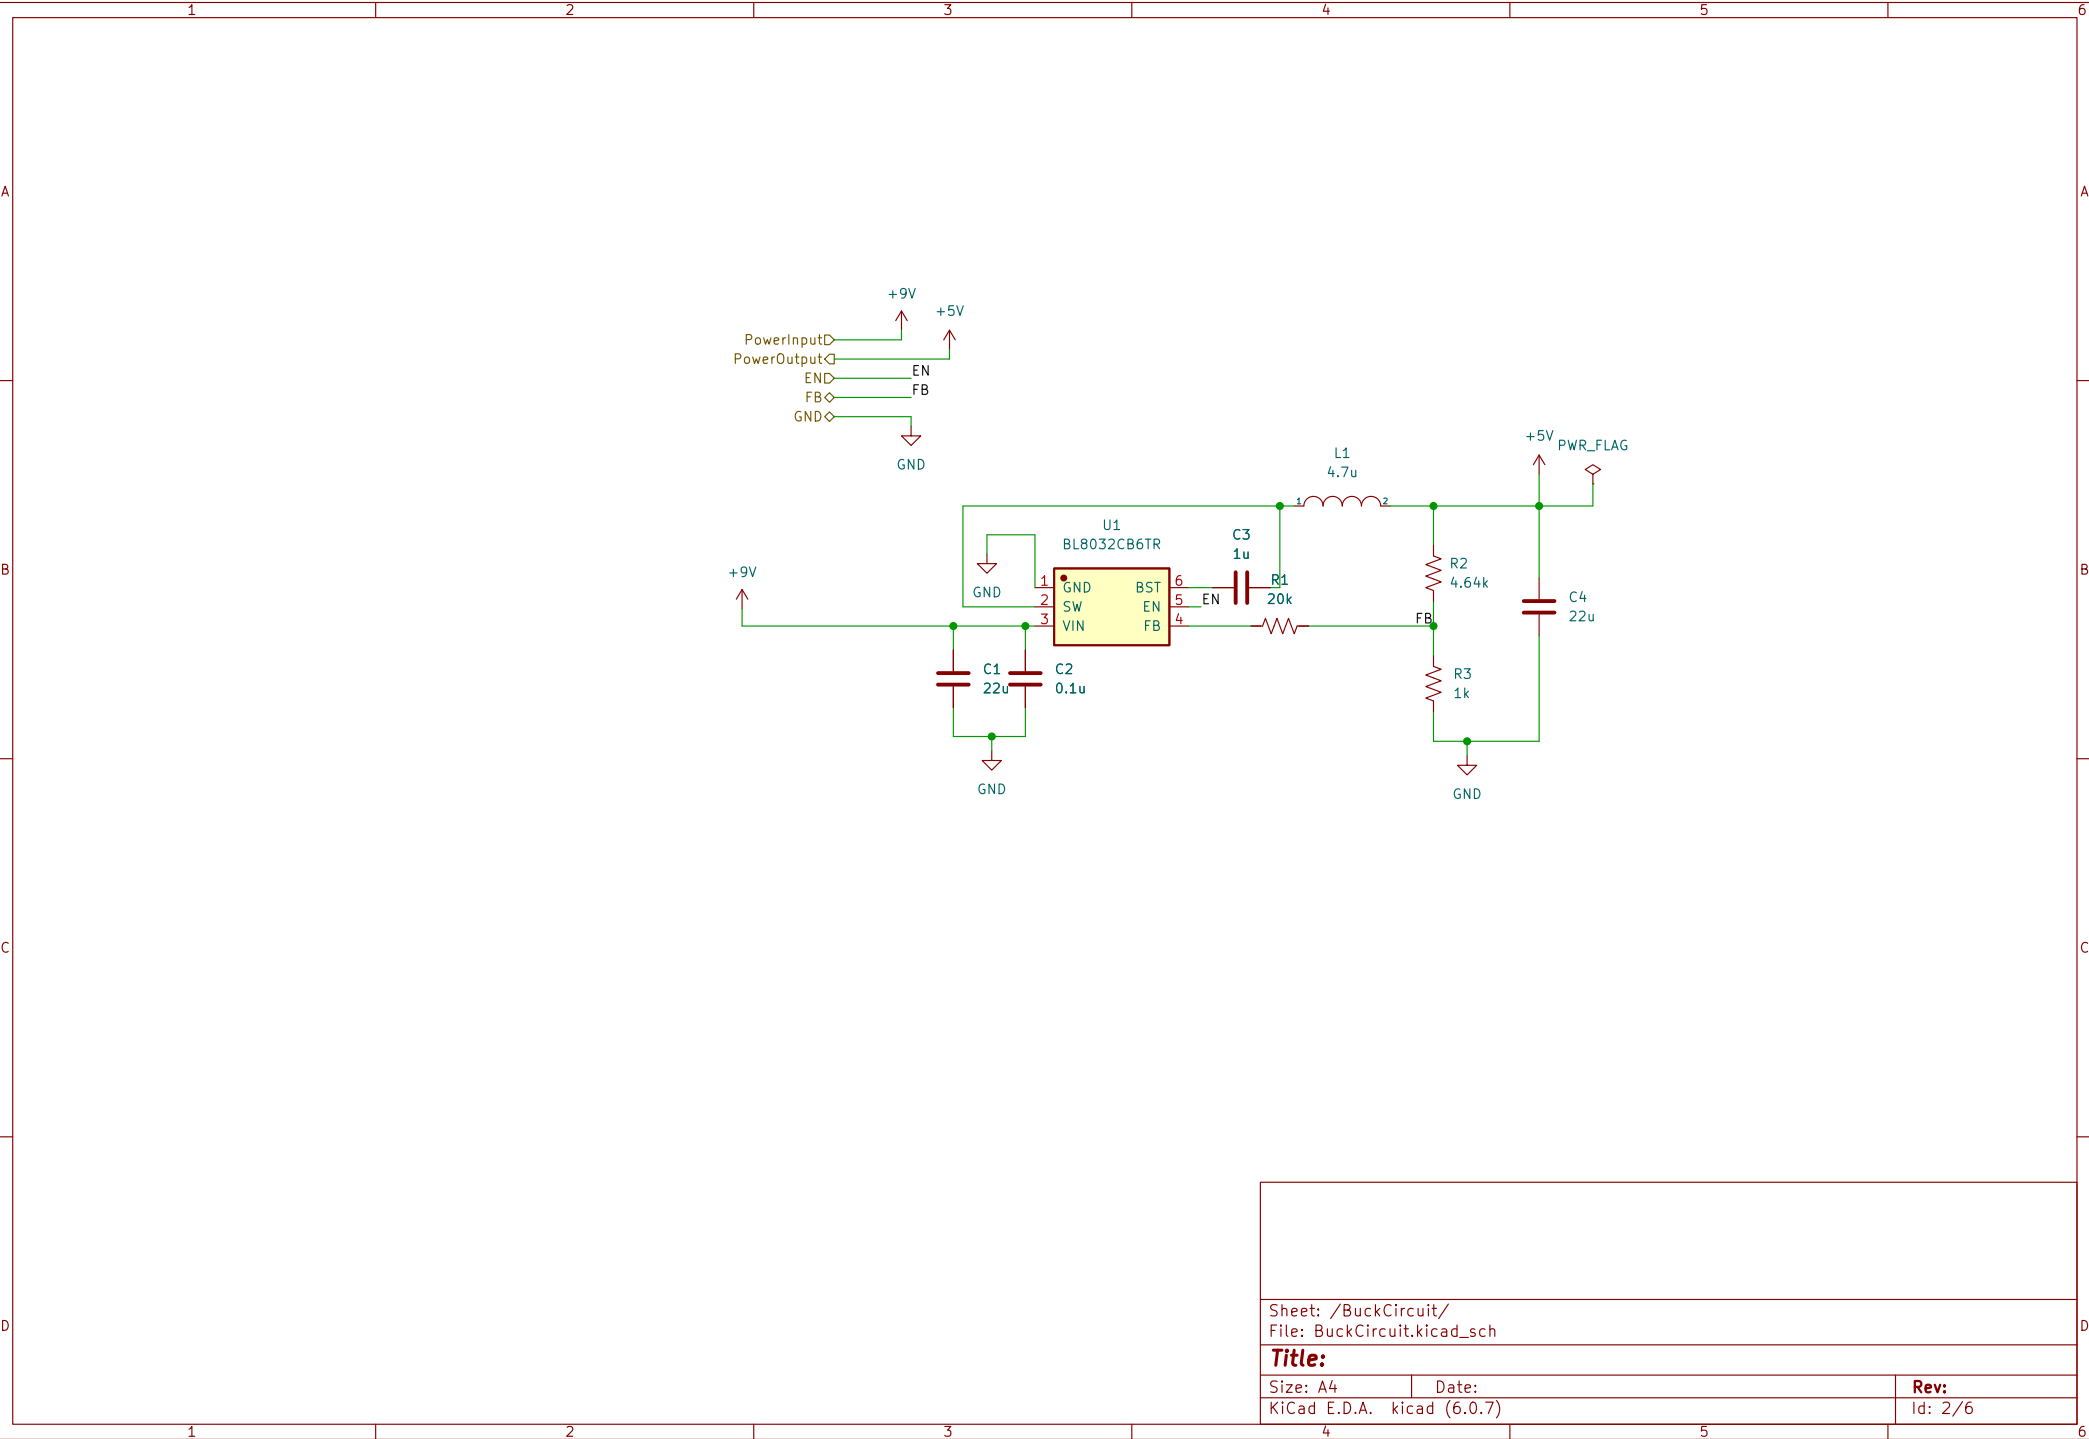 1 2 3 4 5 6
A A
+9V
+5V
PowerInput
PowerOutput
EN EN
FB FB
GND
GND
+5V PWR_FLAG
L1
4.7u
1 2
U1
BL8032CB6TR
C3
1u
B B
+9V
GND
R1
20k
R2
4.64k
1 GND BST 6
2 SW EN 5 EN
3 VIN FB 4
FB
C4
22u
C1
22u
C2
0.1u
R3
1k
GND
GND
C C
Sheet: /BuckCircuit/
File: BuckCircuit.kicad_sch
D D
Title:
Size: A4 Date: Rev:
KiCad E.D.A. kicad (6.0.7) Id: 2/6
1 2 3 4 5 6